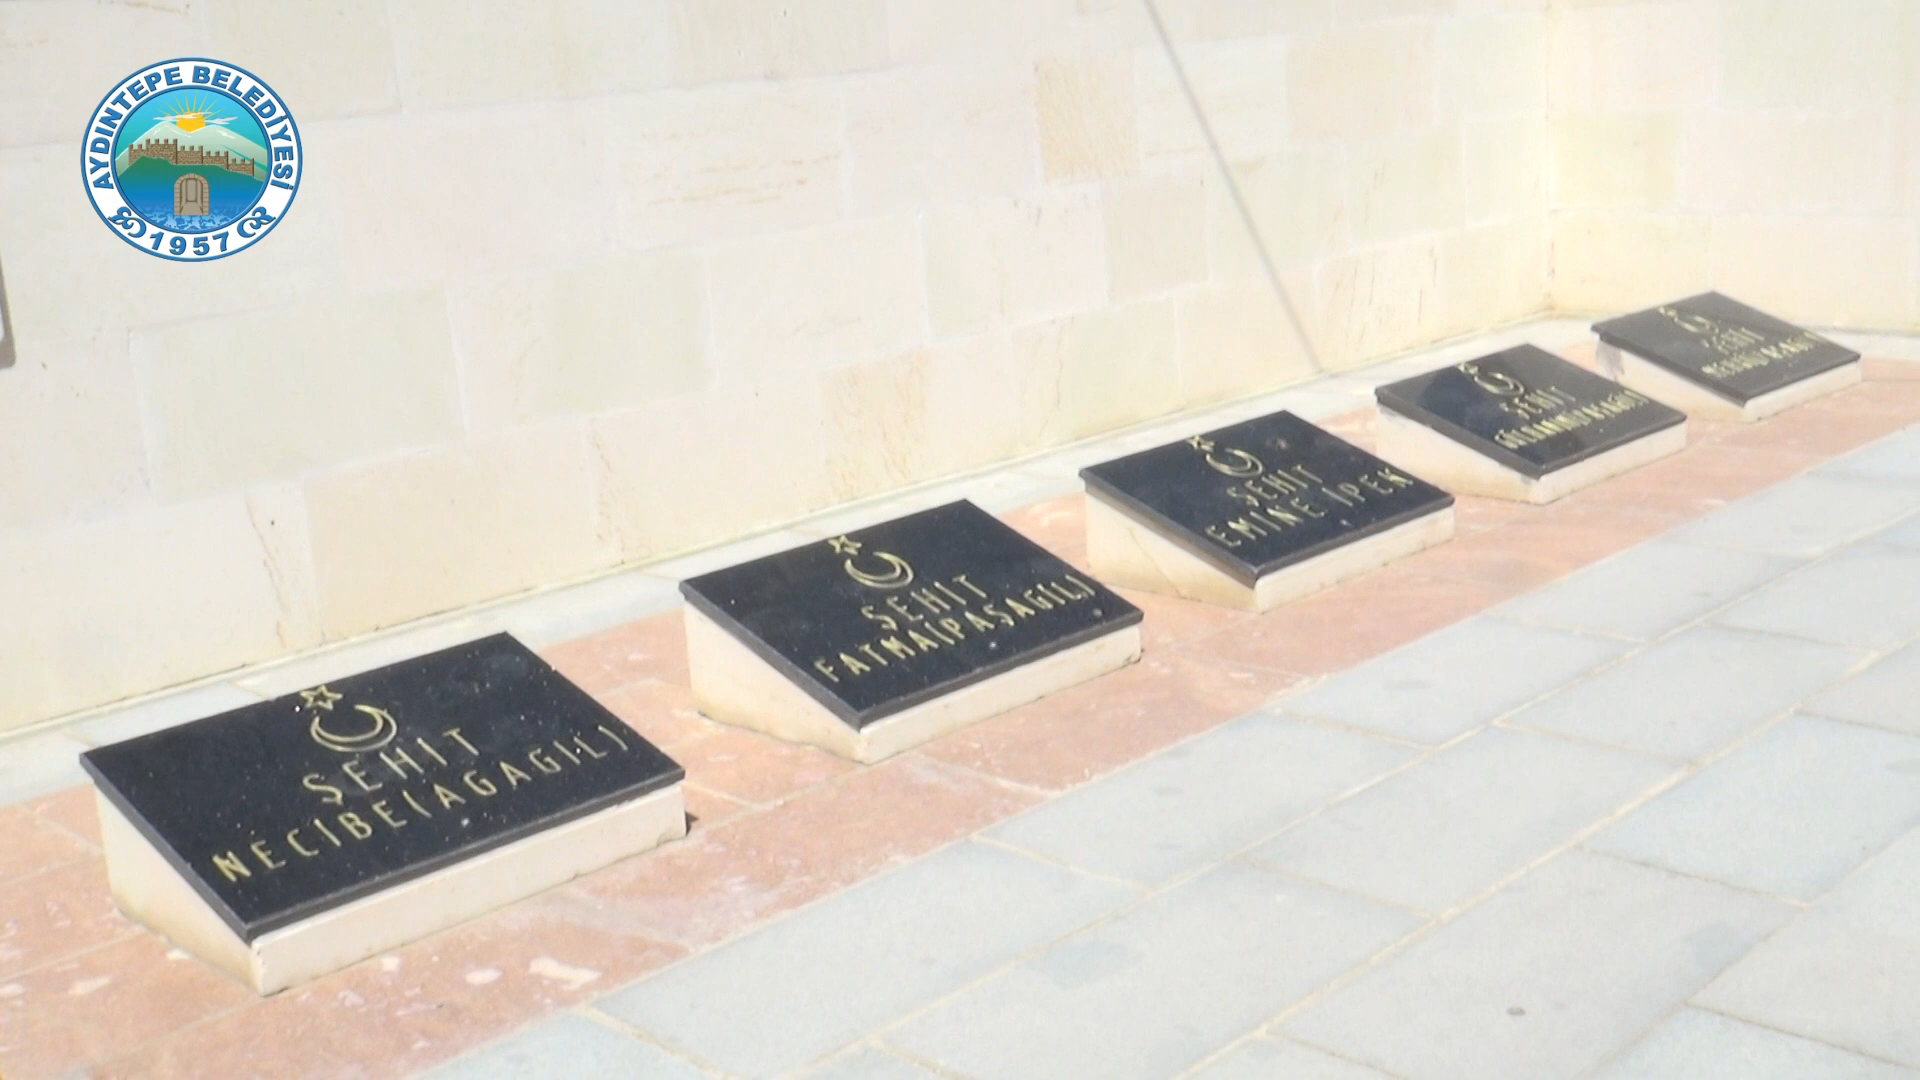 AYDINTEPE BELEDİYESİ
1957
ŞEHİT
NECİBE(AĞAGİL)
ŞEHİT
FATMA(PAŞAGİL)
ŞEHİT
EMİNE İPEK
ŞEHİT
ŞEHİT